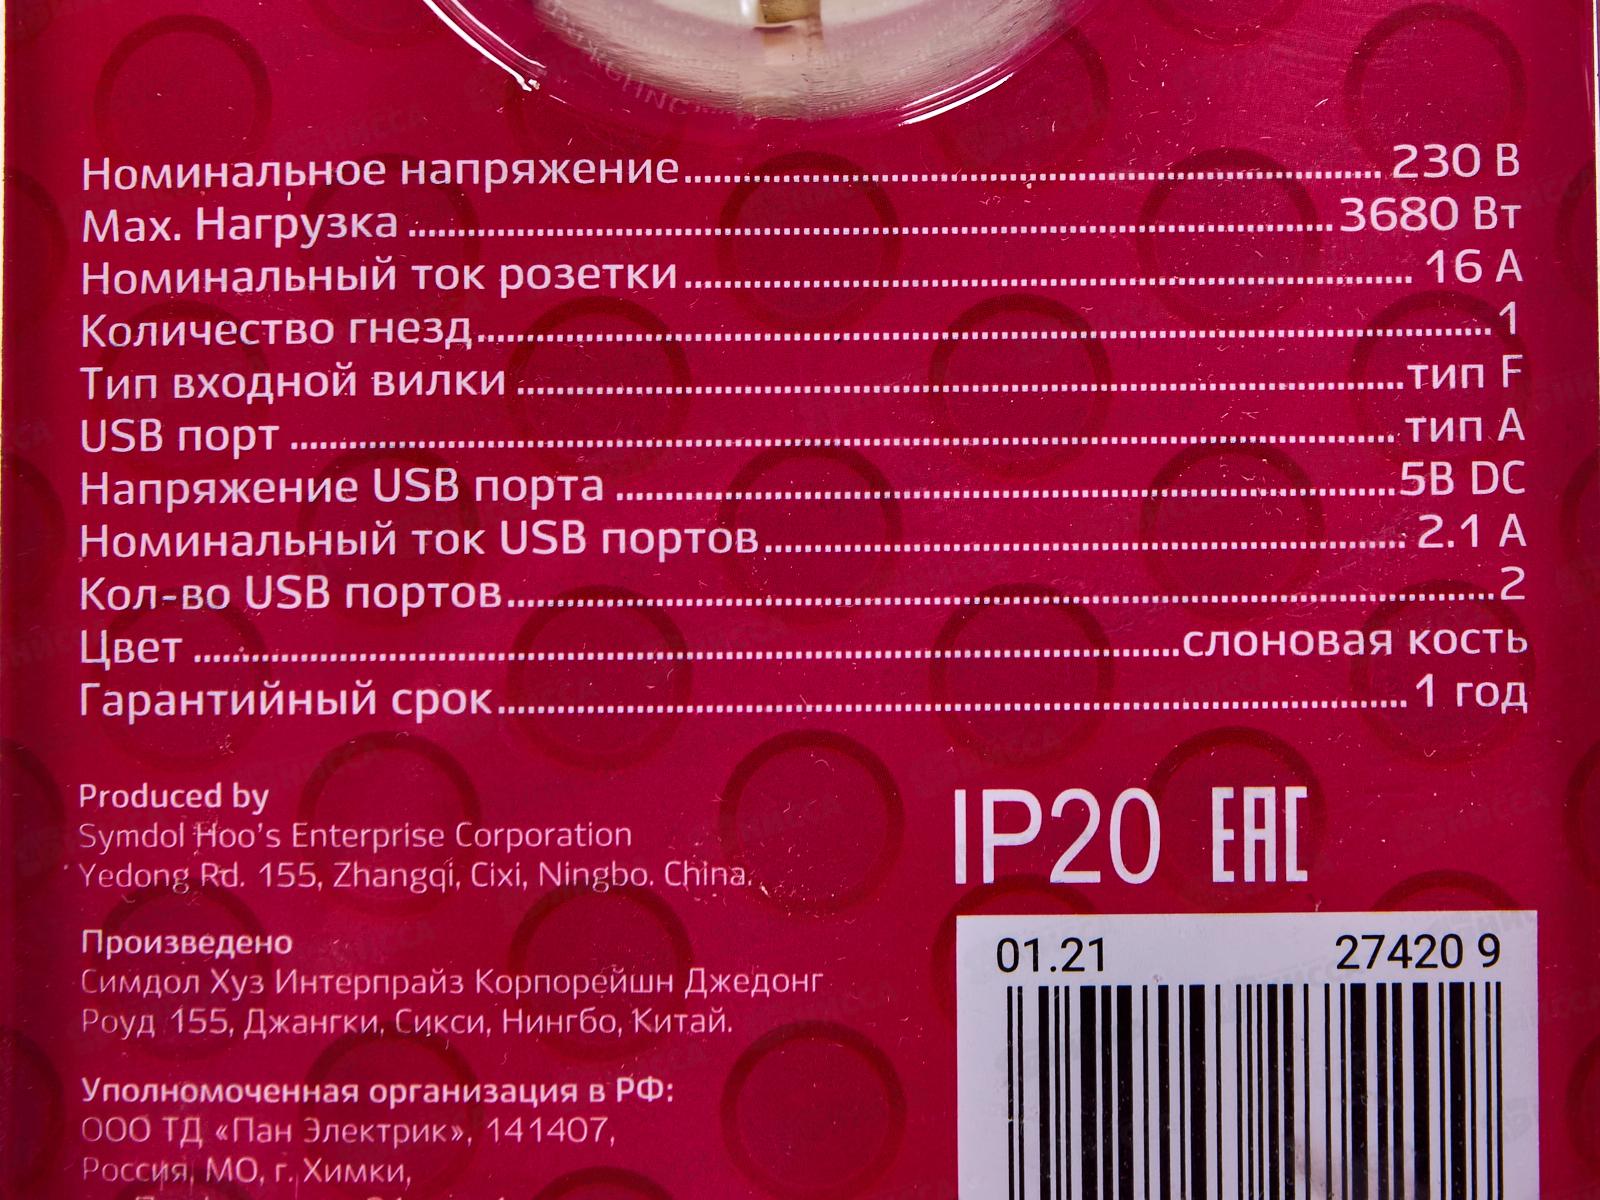 Номинальное напряжение........ 230 В
Мах. Нагрузка ........3680 Вт
Номинальный ток розетки........ 16 А
Количество гнезд........1
Тип входной вилки ........тип F
USB порт ........ тип А
Напряжение USB порта ........5В DC
Номинальный ток USB портов........ 2.1 А
Кол-во USB портов........2
Цвет ........слоновая кость
Гарантийный срок........1 год
Produced by
Symdol Hoo's Enterprise Corporation
Yedong Rd. 155, Zhangqi, Cixi, Ningbo. China.
IP20 EAC
Произведено
Симдол Хуз Интерпрайз Корпорейшн Джедонг
Роуд 155, Джангки, Сикси, Нингбо, Китай.
01.21 27420 9
Уполномоченная организация в РФ:
ООО ТД «Пан Электрик», 141407,
Россия, МО, г. Химки,